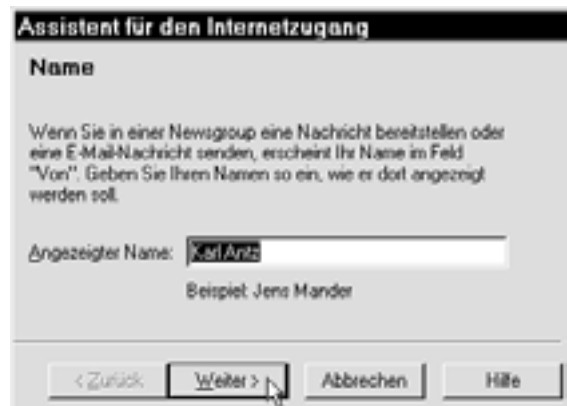 Assistent für den Internetzugang
Name
Wenn Sie in einer Newsgroup eine Nachricht bereitstellen oder
eine E-Mail-Nachricht senden, erscheint Ihr Name im Feld
"Von". Geben Sie Ihren Namen so ein, wie er dort angezeigt
werden soll.
Angezeigter Name: Karl Antz
Beispiel: Jens Mander
< Zurück Weiter > Abbrechen Hilfe